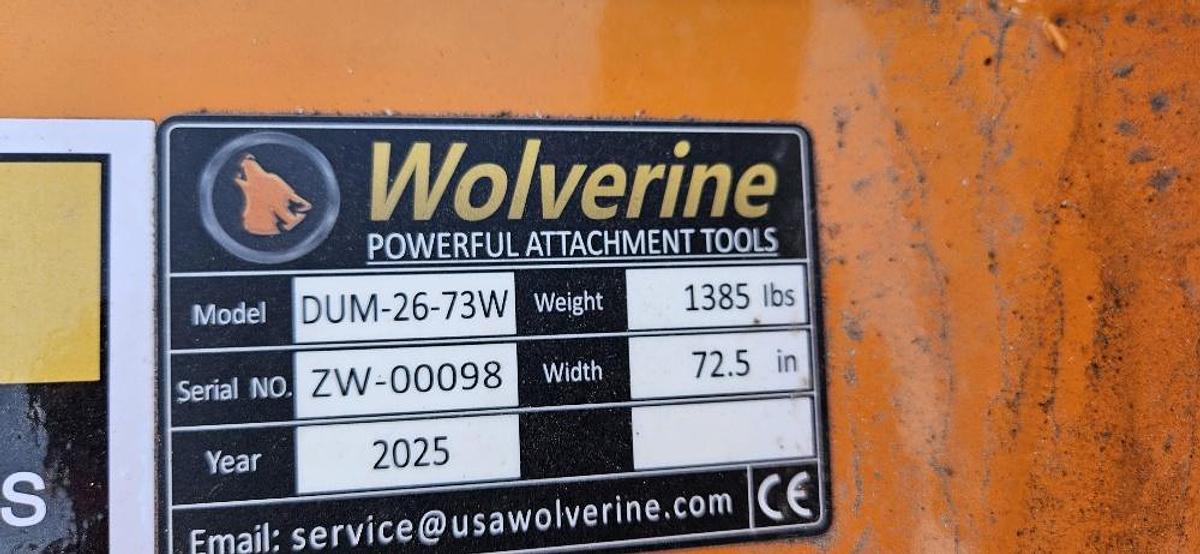 Wolverine
POWERFUL ATTACHMENT TOOLS
Model DUM-26-73W Weight 1385 lbs
Serial NO. ZW-00098 Width 72.5 in
Year 2025
Email: service@usawolverine.com CE
S